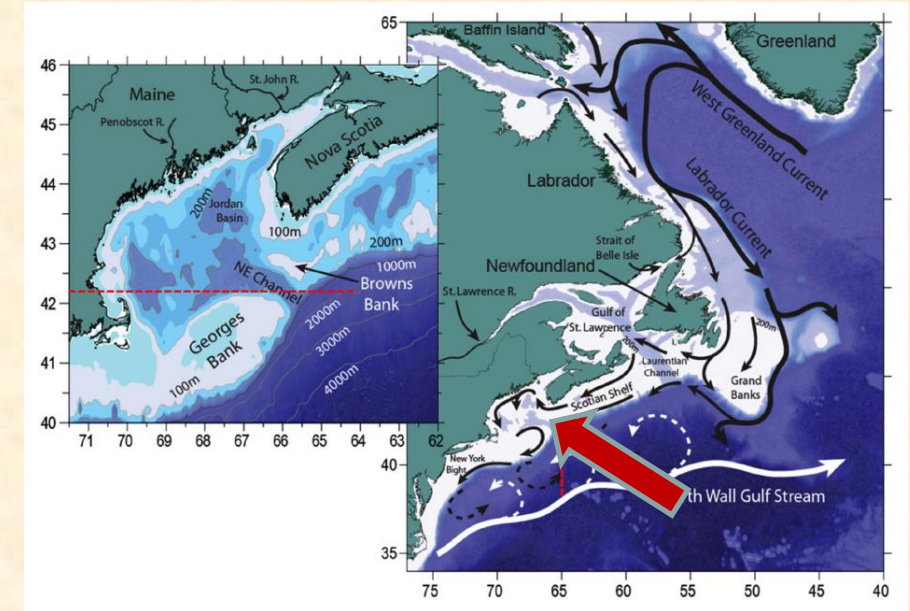 46
45
44
43
42
41
40
71
70
69
68
67
66
65
64
63
62
Maine
Penobscot R.
St. John R.
Nova Scotia
200m
Jordan
Basin
100m
200m
1000m
NE Channel
Browns
Bank
2000m
Georges
Bank
3000m
100m
4000m
65
40
35
75
70
65
60
55
50
45
40
Baffin Island
Greenland
West Greenland Current
Labrador
Labrador Current
Strait of
Belle Isle
Newfoundland
St. Lawrence R.
Gulf of
St. Lawrence
200m
200m
Laurentian
Channel
Grand
Banks
Scotian Shelf
New York
Bight
th Wall Gulf Stream